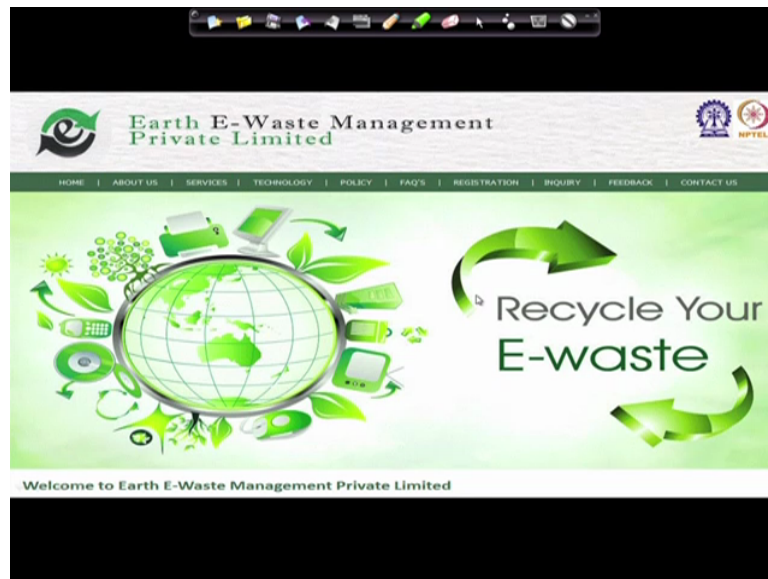 Earth E-Waste Management
Private Limited
NPTEL
HOME | ABOUT US | SERVICES | TECHNOLOGY | POLICY | FAQ'S | REGISTRATION | INQUIRY | FEEDBACK | CONTACT US
Recycle Your
E-waste
Welcome to Earth E-Waste Management Private Limited